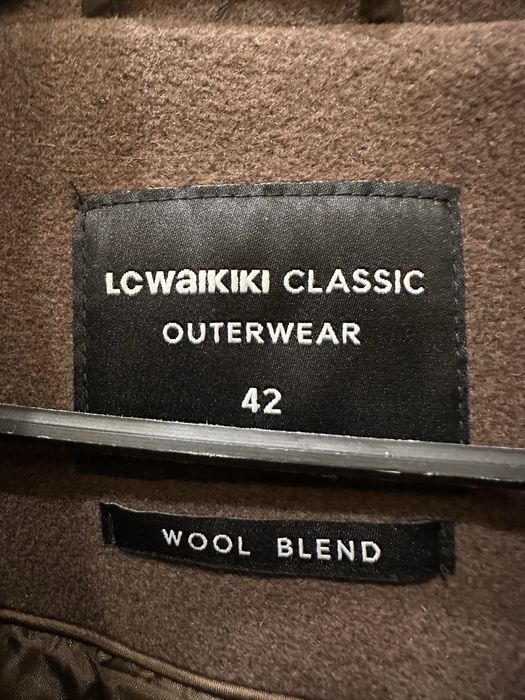 LCWAIKIKI CLASSIC
OUTERWEAR
42
WOOL BLEND